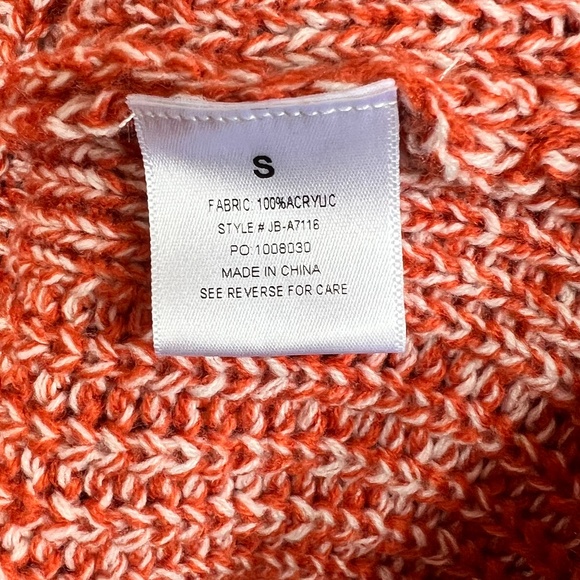 S
FABRIC 100%ACRYLIC
STYLE # JB-A7116
PO:1008030
MADE IN CHINA
SEE REVERSE FOR CARE